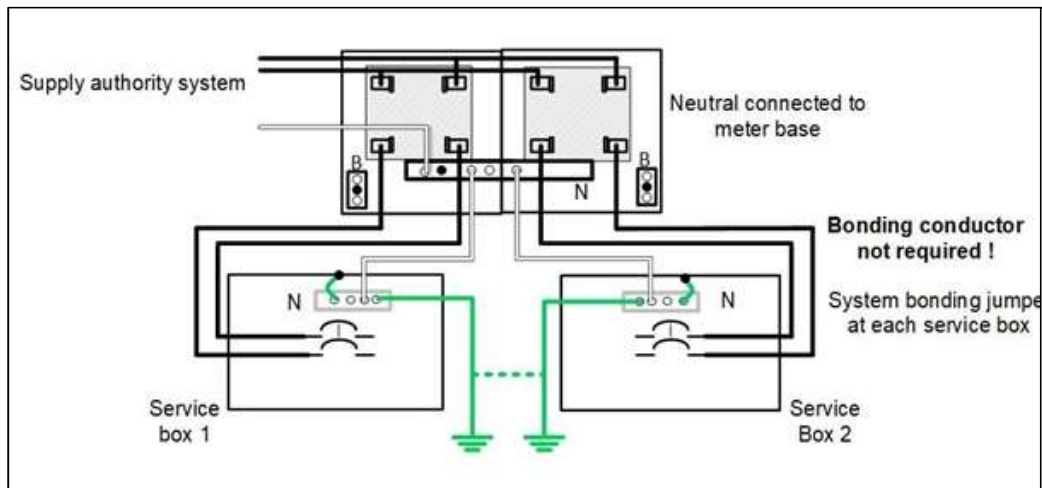 Supply authority system
Neutral connected to
meter base
B
B
N
Bonding conductor
not required !
N
N
System bonding jumpe
at each service box
Service
box 1
Service
Box 2